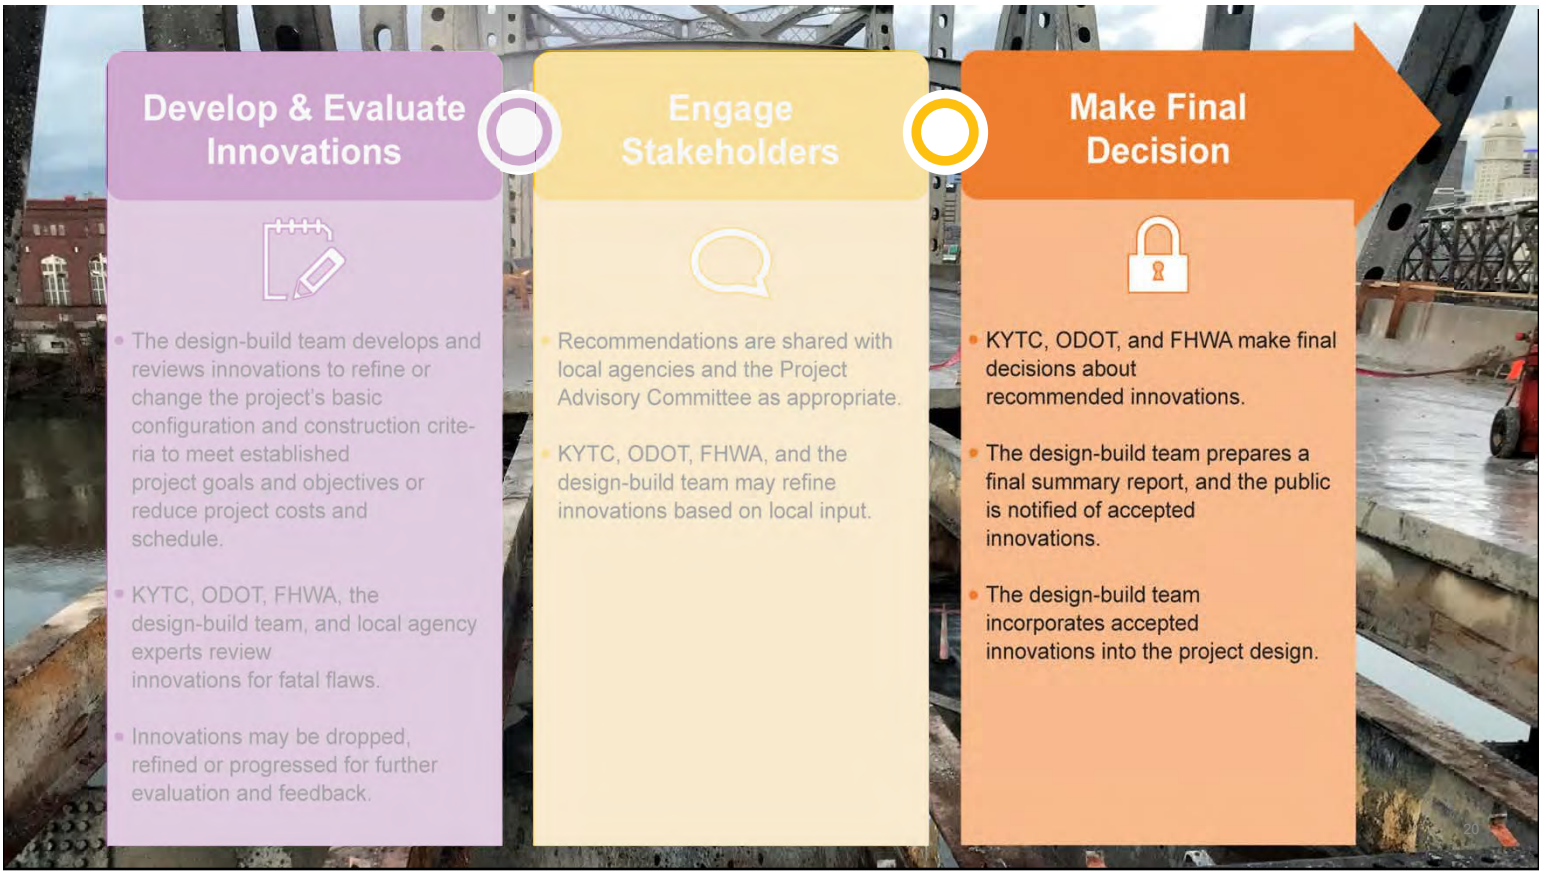 Develop & Evaluate
Innovations
The design-build team develops and
reviews innovations to refine or
change the project's basic
configuration and construction crite-
ria to meet established
project goals and objectives or
reduce project costs and
schedule.
KYTC, ODOT, FHWA, the
design-build team, and local agency
experts review
innovations for fatal flaws.
Innovations may be dropped,
refined or progressed for further
evaluation and feedback.
Engage
Stakeholders
Recommendations are shared with
local agencies and the Project
Advisory Committee as appropriate.
KYTC, ODOT, FHWA, and the
design-build team may refine
innovations based on local input.
Make Final
Decision
KYTC, ODOT, and FHWA make final
decisions about
recommended innovations.
The design-build team prepares a
final summary report, and the public
is notified of accepted
innovations.
The design-build team
incorporates accepted
innovations into the project design.
20